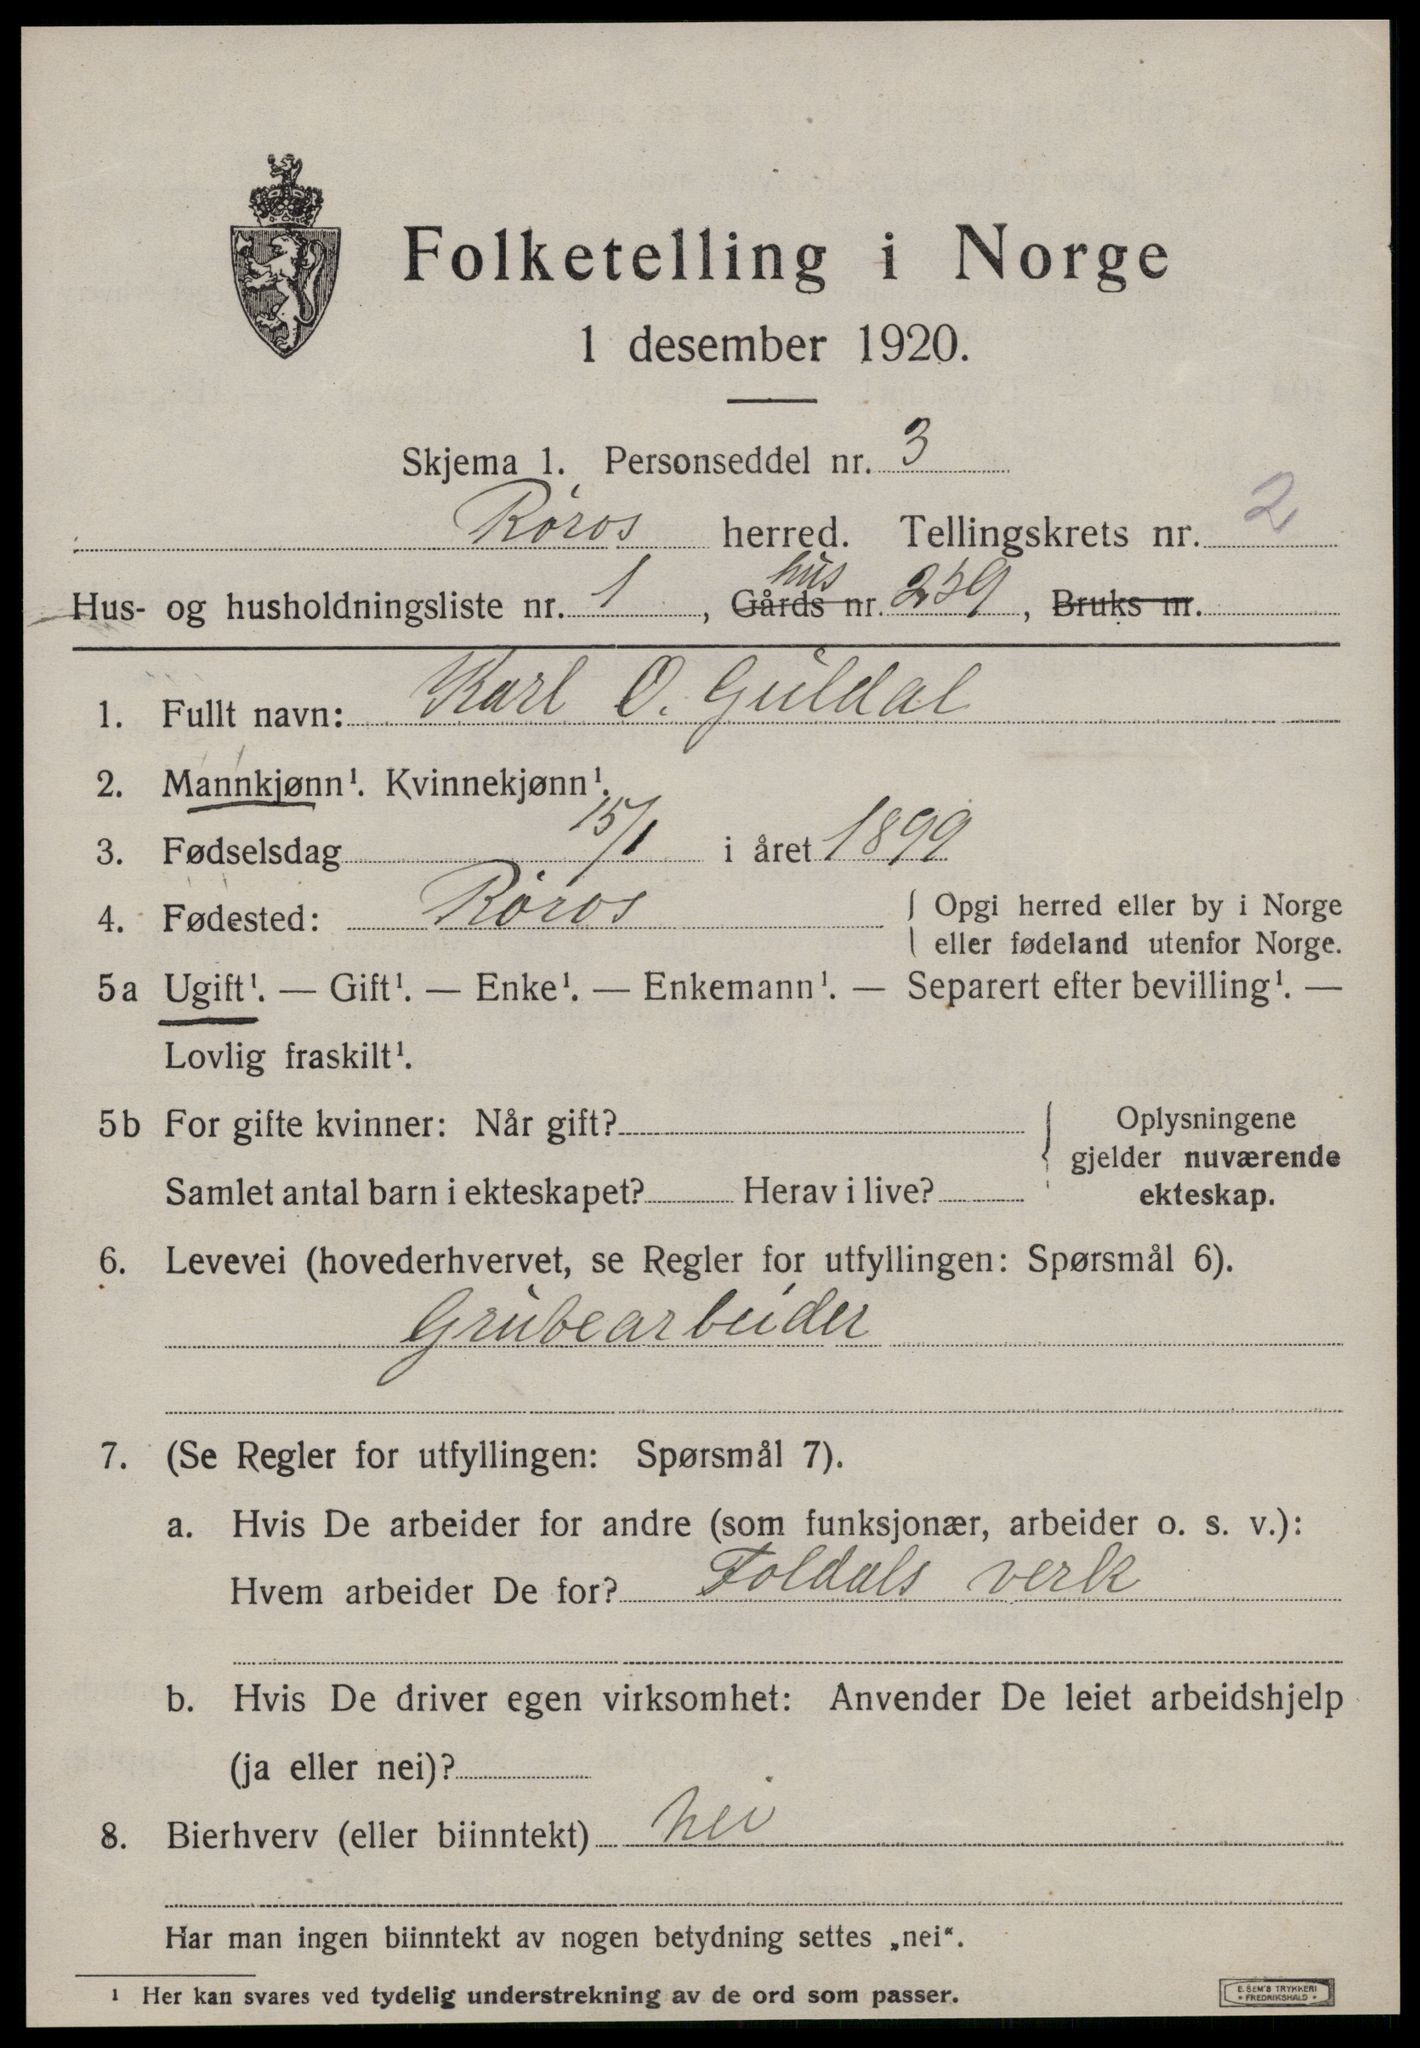 Folketelling i Norge
1 desember 1920.
Skjema 1. Personseddel nr. 3
Røros herred. Tellingskrets nr. 2
hus
Hus- og husholdningsliste nr. 1, Gårds nr. 259, Bruks nr.
1. Fullt navn: Karl O. Guldal
2. Mannkjønn¹. Kvinnekjønn¹.
3. Fødselsdag 15/1 i året 1899
4. Fødested: Røros { Opgi herred eller by i Norge
eller fødeland utenfor Norge.
5a Ugift¹. — Gift¹. — Enke¹. — Enkemann¹. — Separert efter bevilling¹. —
Lovlig fraskilt¹.
5b For gifte kvinner: Når gift? { Oplysningene
gjelder nuværende
Samlet antal barn i ekteskapet? Herav i live? ekteskap.
6. Levevei (hovederhvervet, se Regler for utfyllingen: Spørsmål 6).
Grubearbeider
7. (Se Regler for utfyllingen: Spørsmål 7).
a. Hvis De arbeider for andre (som funksjonær, arbeider o. s. v.):
Hvem arbeider De for? Foldals verk
b. Hvis De driver egen virksomhet: Anvender De leiet arbeidshjelp
(ja eller nei)?
8. Bierhverv (eller biinntekt) nei
Har man ingen biinntekt av nogen betydning settes „nei“.
¹ Her kan svares ved tydelig understrekning av de ord som passer.
E. SEM'S TRYKKERI
• FREDRIKSHALD •